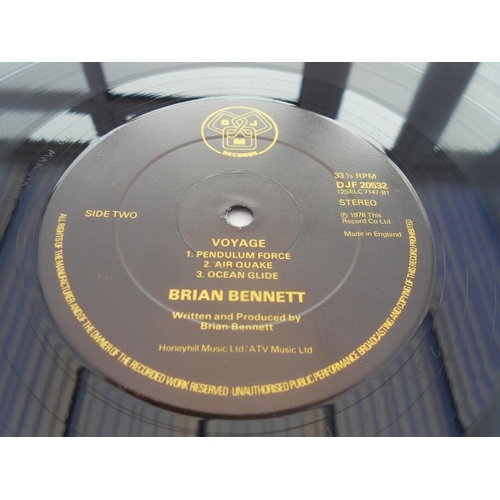 D J
M
RECORDS
33⅓ RPM
DJF 20532
12SELC 7147-B1
STEREO
SIDE TWO
℗ 1978 This
Record Co Ltd
Made in England
VOYAGE
1. PENDULUM FORCE
2. AIR QUAKE
3. OCEAN GLIDE
BRIAN BENNETT
Written and Produced by
Brian Bennett
Honeyhill Music Ltd/ATV Music Ltd
ALL RIGHTS OF THE MANUFACTURER AND OF THE OWNER OF THE RECORDED WORK RESERVED UNAUTHORISED PUBLIC PERFORMANCE BROADCASTING AND COPYING OF THIS RECORD PROHIBITED